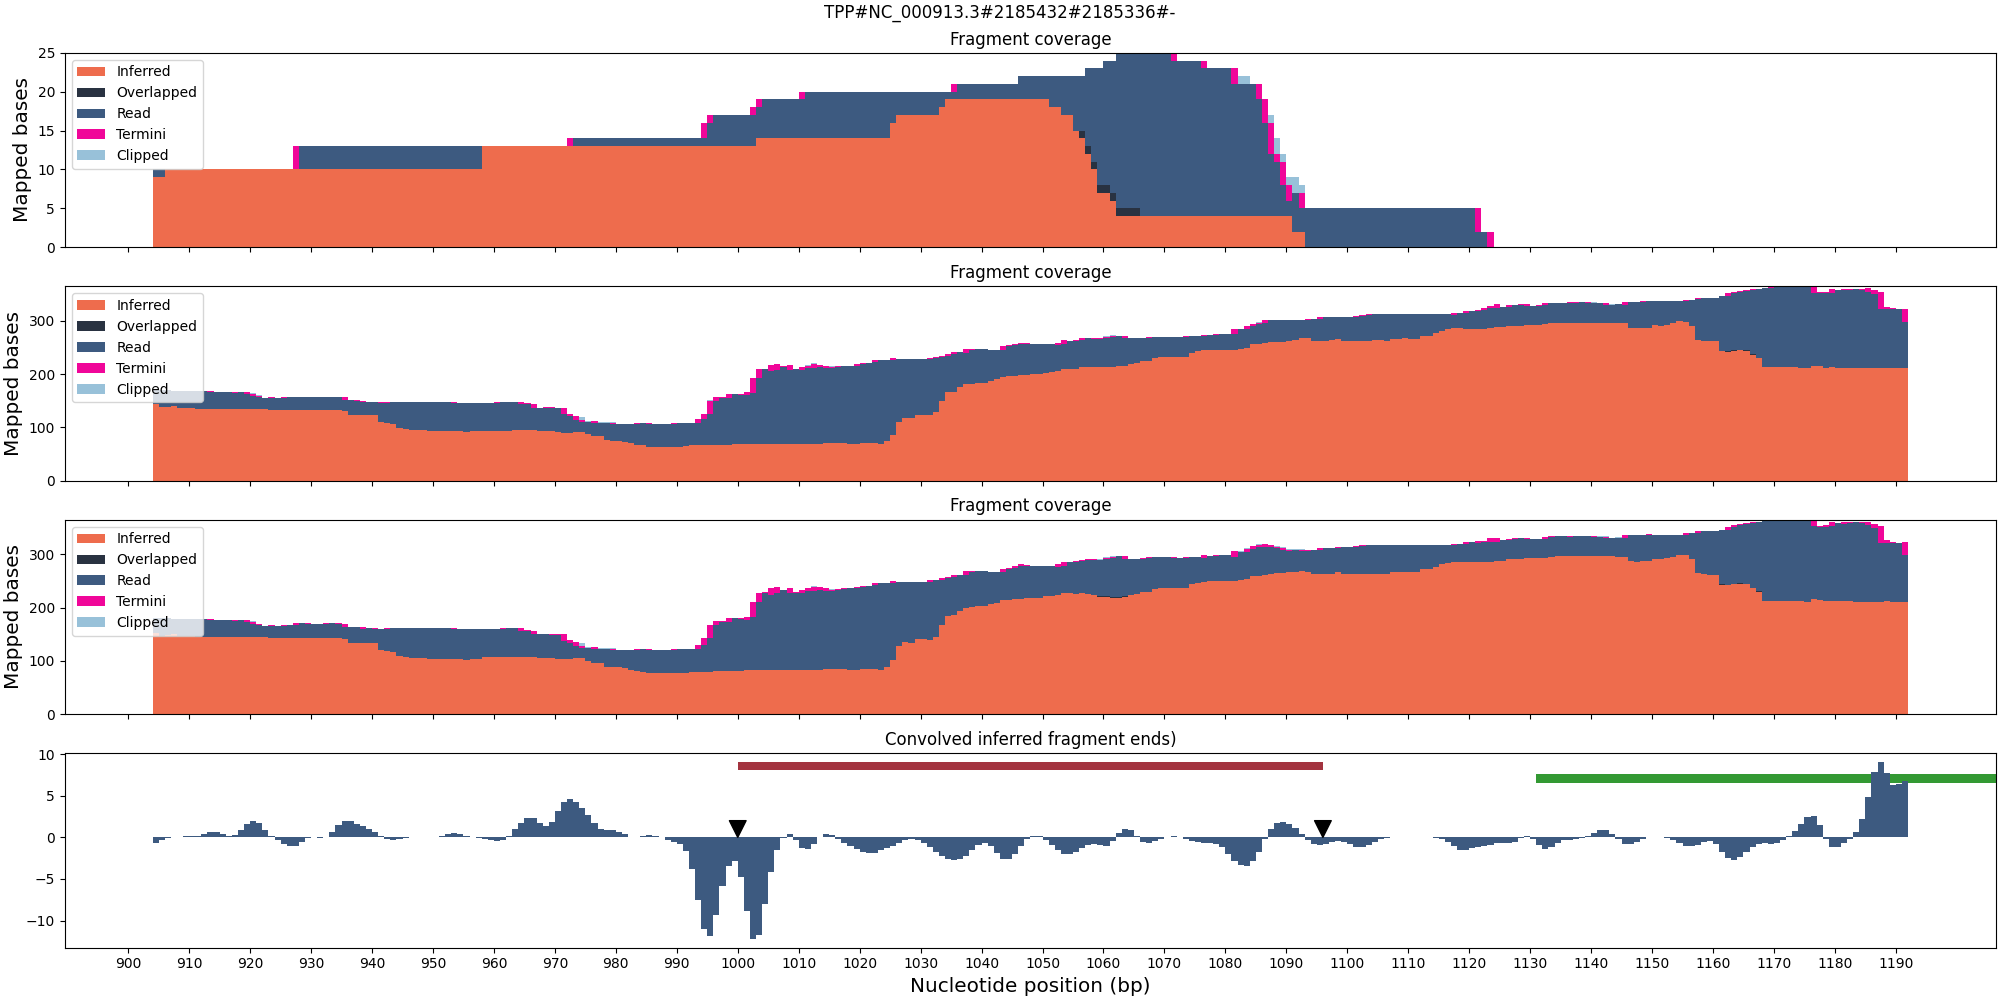 TPP#NC_000913.3#2185432#2185336#-
Fragment coverage
Mapped bases
25
20
15
10
5
0
Inferred
Overlapped
Read
Termini
Clipped
Fragment coverage
Mapped bases
300
200
100
0
Inferred
Overlapped
Read
Termini
Clipped
Fragment coverage
Mapped bases
300
200
100
0
Inferred
Overlapped
Read
Termini
Clipped
Convolved inferred fragment ends)
10
5
0
−5
−10
900 910 920 930 940 950 960 970 980 990 1000 1010 1020 1030 1040 1050 1060 1070 1080 1090 1100 1110 1120 1130 1140 1150 1160 1170 1180 1190
Nucleotide position (bp)